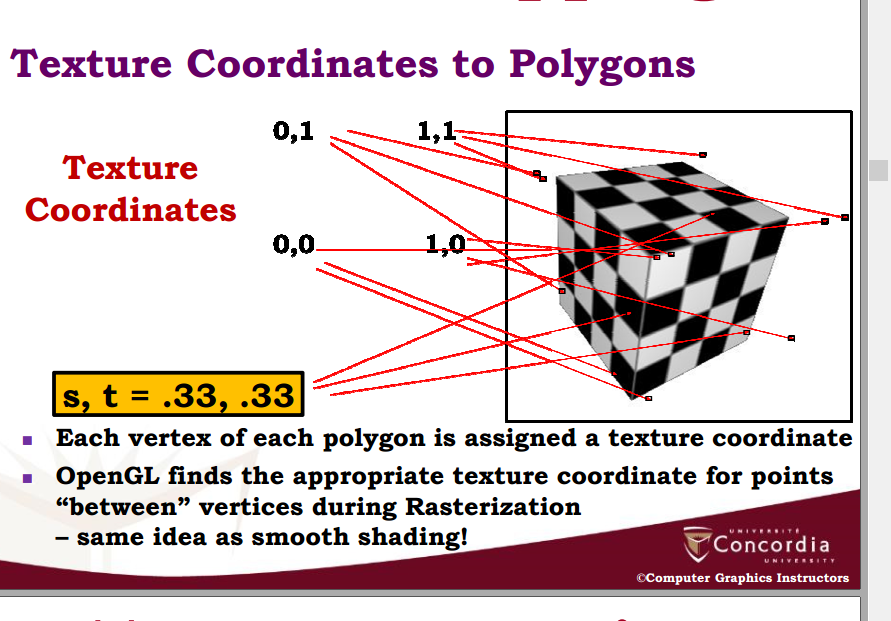 Texture Coordinates to Polygons
0,1
1,1
Texture
Coordinates
0,0
1,0
s, t = .33, .33
Each vertex of each polygon is assigned a texture coordinate
OpenGL finds the appropriate texture coordinate for points
“between” vertices during Rasterization
– same idea as smooth shading!
UNIVERSITÉ
Concordia
UNIVERSITY
©Computer Graphics Instructors